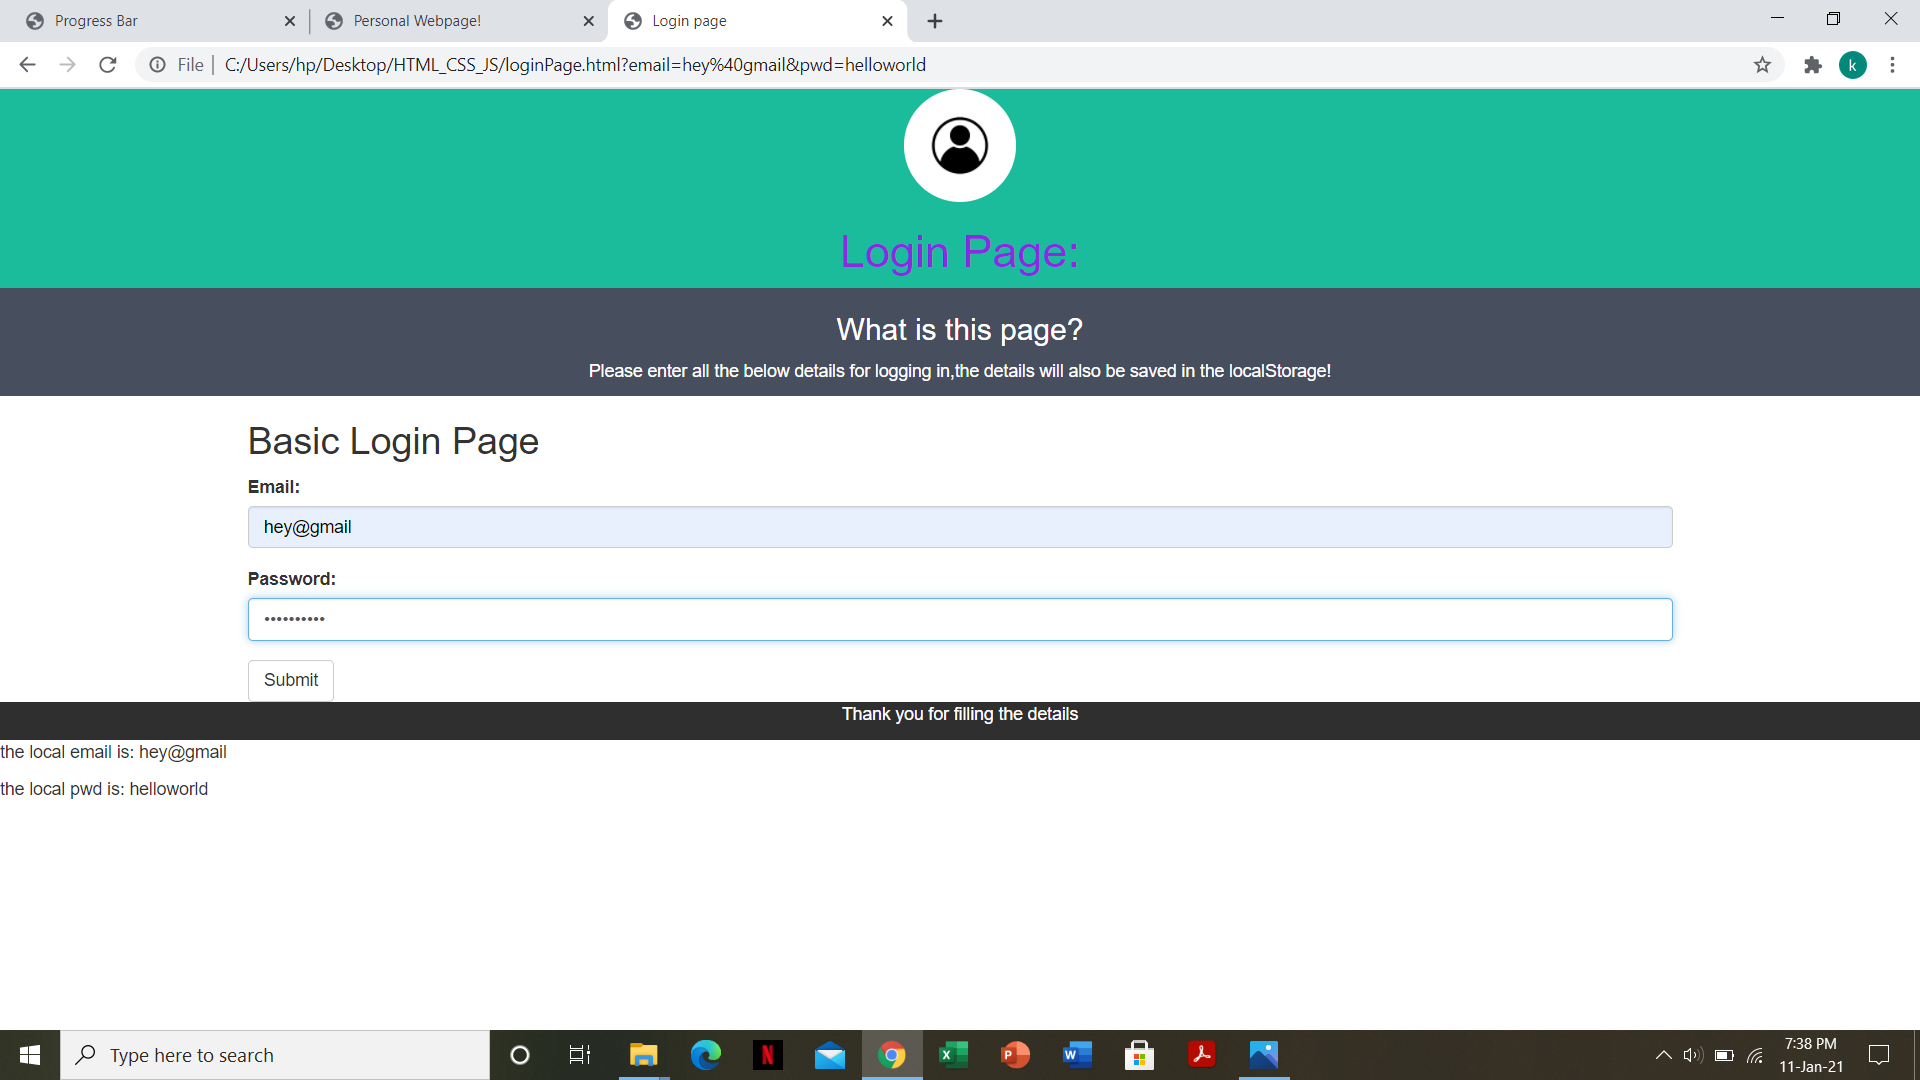 Progress Bar
Personal Webpage!
Login page
File
C:/Users/hp/Desktop/HTML_CSS_JS/loginPage.html?email=hey%40gmail&pwd=helloworld
k
Login Page:
What is this page?
Please enter all the below details for logging in,the details will also be saved in the localStorage!
Basic Login Page
Email:
hey@gmail
Password:
••••••••••
Submit
Thank you for filling the details
the local email is: hey@gmail
the local pwd is: helloworld
Type here to search
N
X
P
W
7:38 PM
11-Jan-21